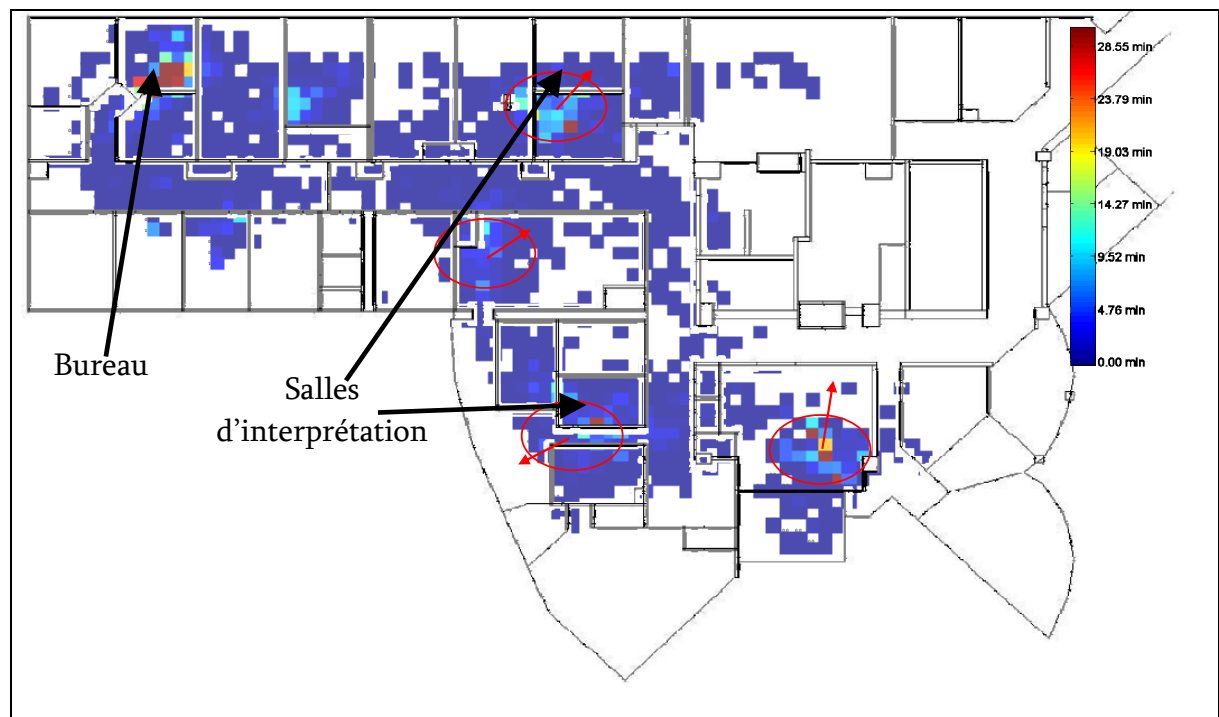 28.55 min
23.79 min
19.03 min
14.27 min
9.52 min
4.76 min
0.00 min
Bureau
Salles
d'interprétation